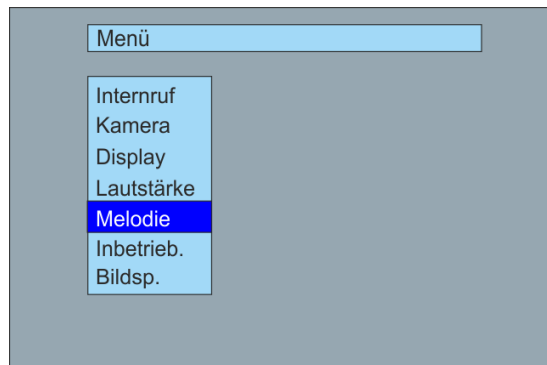 Menü
Internruf
Kamera
Display
Lautstärke
Melodie
Inbetrieb.
Bildsp.